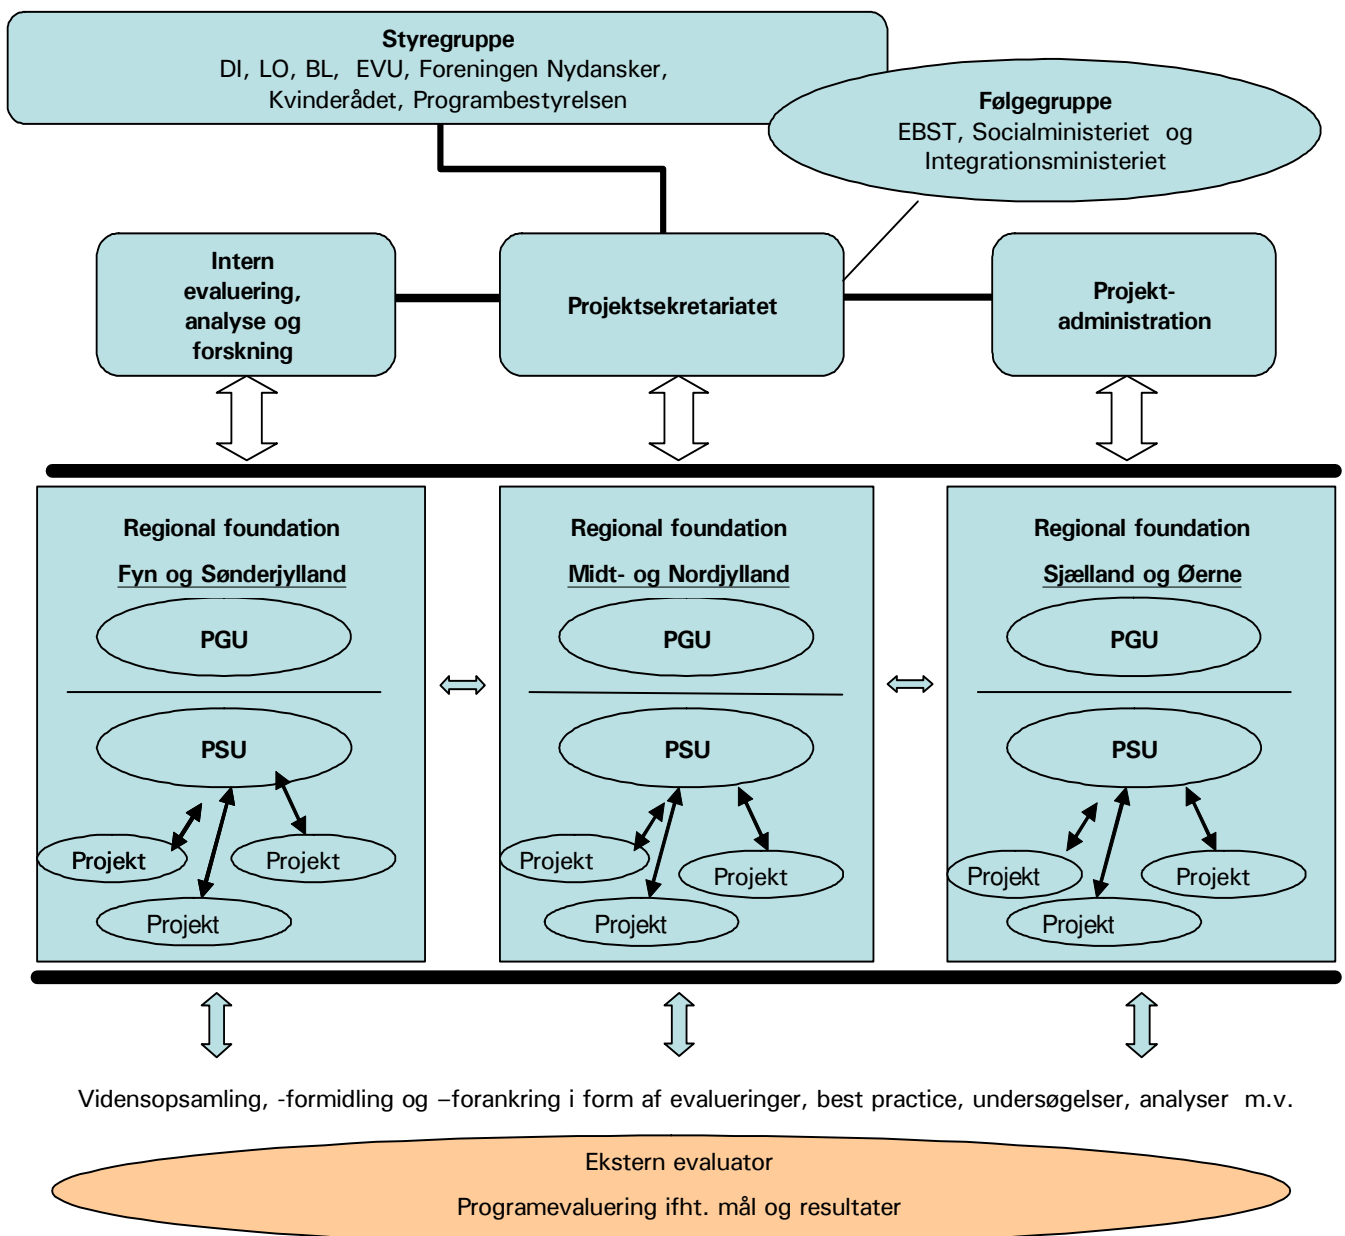 Styregruppe
DI, LO, BL, EVU, Foreningen Nydansker,
Kvinderådet, Programbestyrelsen
Følgegruppe
EBST, Socialministeriet og
Integrationsministeriet
Intern
evaluering,
analyse og
forskning
Projektsekretariatet
Projekt-
administration
Regional foundation
Fyn og Sønderjylland
PGU
PSU
Projekt
Projekt
Projekt
Regional foundation
Midt- og Nordjylland
PGU
PSU
Projekt
Projekt
Projekt
Regional foundation
Sjælland og Øerne
PGU
PSU
Projekt
Projekt
Projekt
Vidensopsamling, -formidling og –forankring i form af evalueringer, best practice, undersøgelser, analyser m.v.
Ekstern evaluator
Programevaluering ifht. mål og resultater